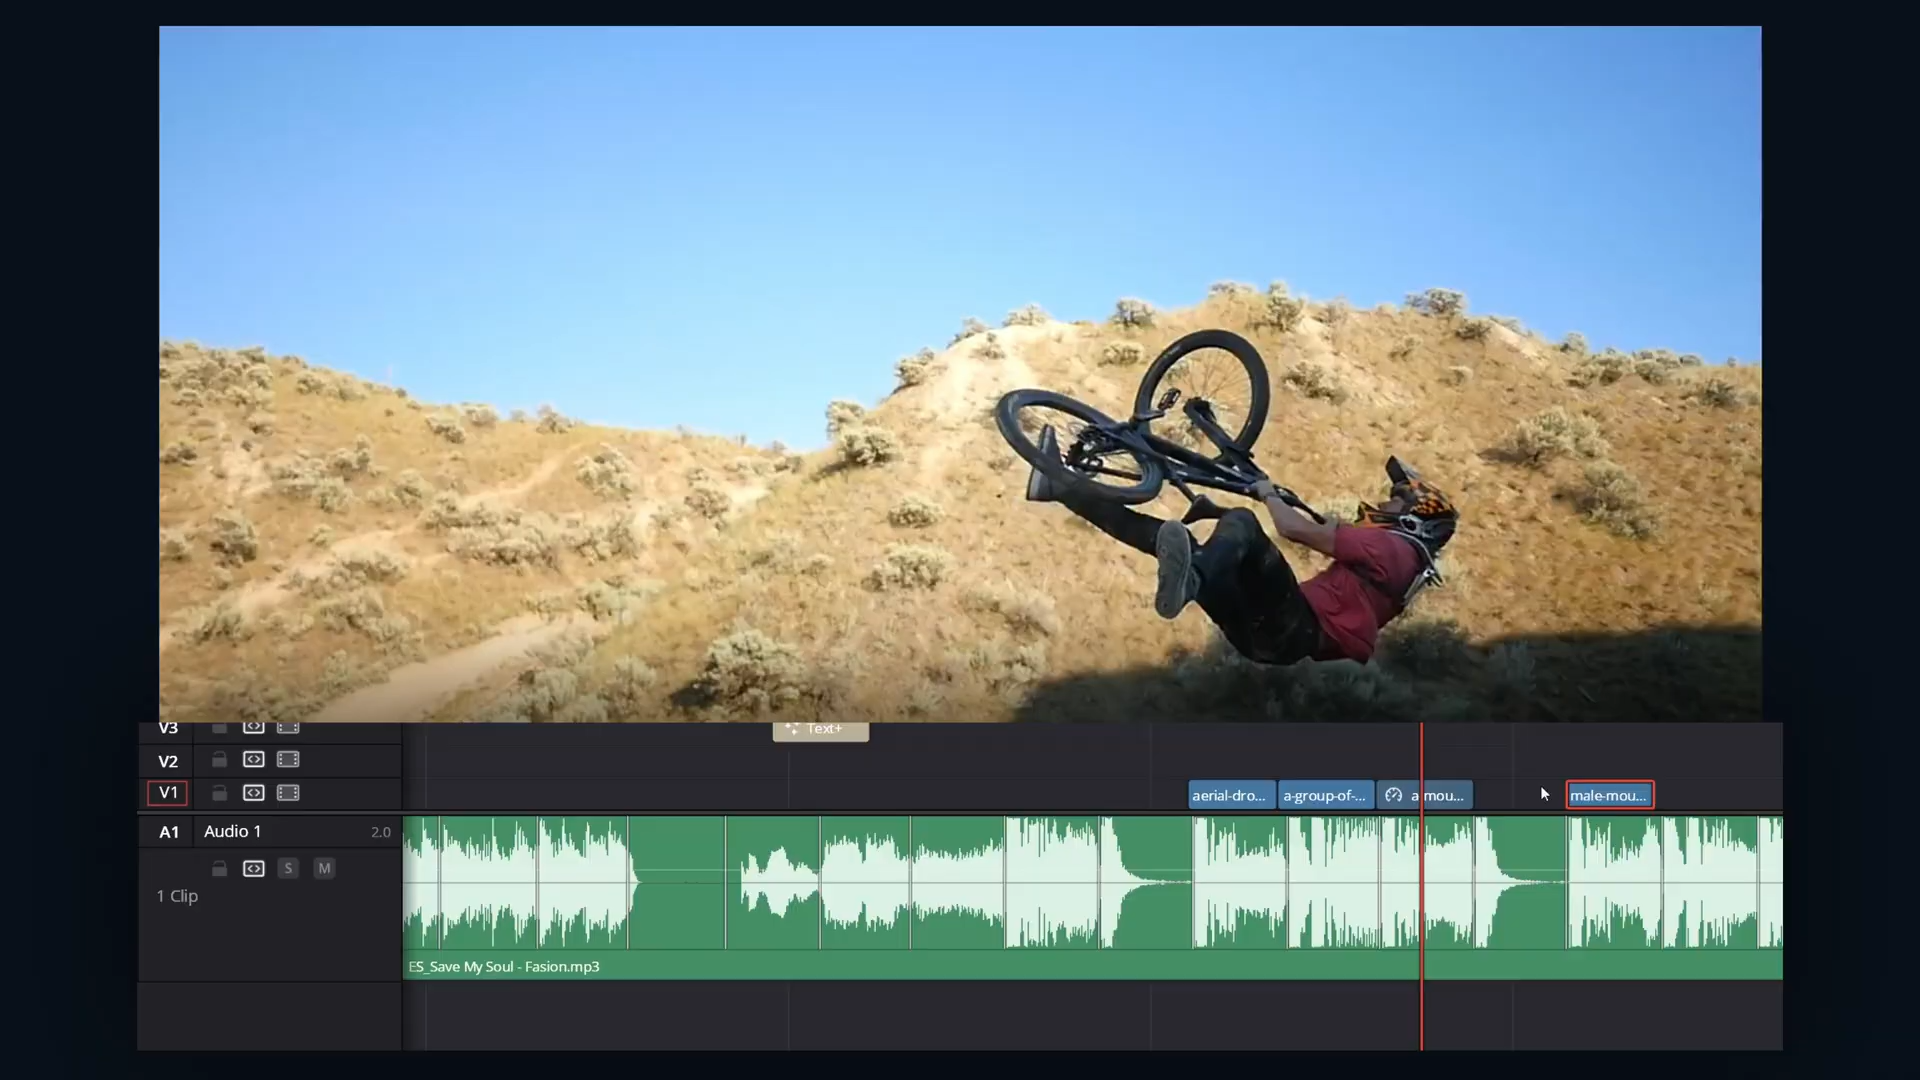 V3
Text+
V2
V1
aerial-dro...
a-group-of-...
a mou...
male-mou...
A1
Audio 1
2.0
S
M
1 Clip
ES_Save My Soul - Fasion.mp3